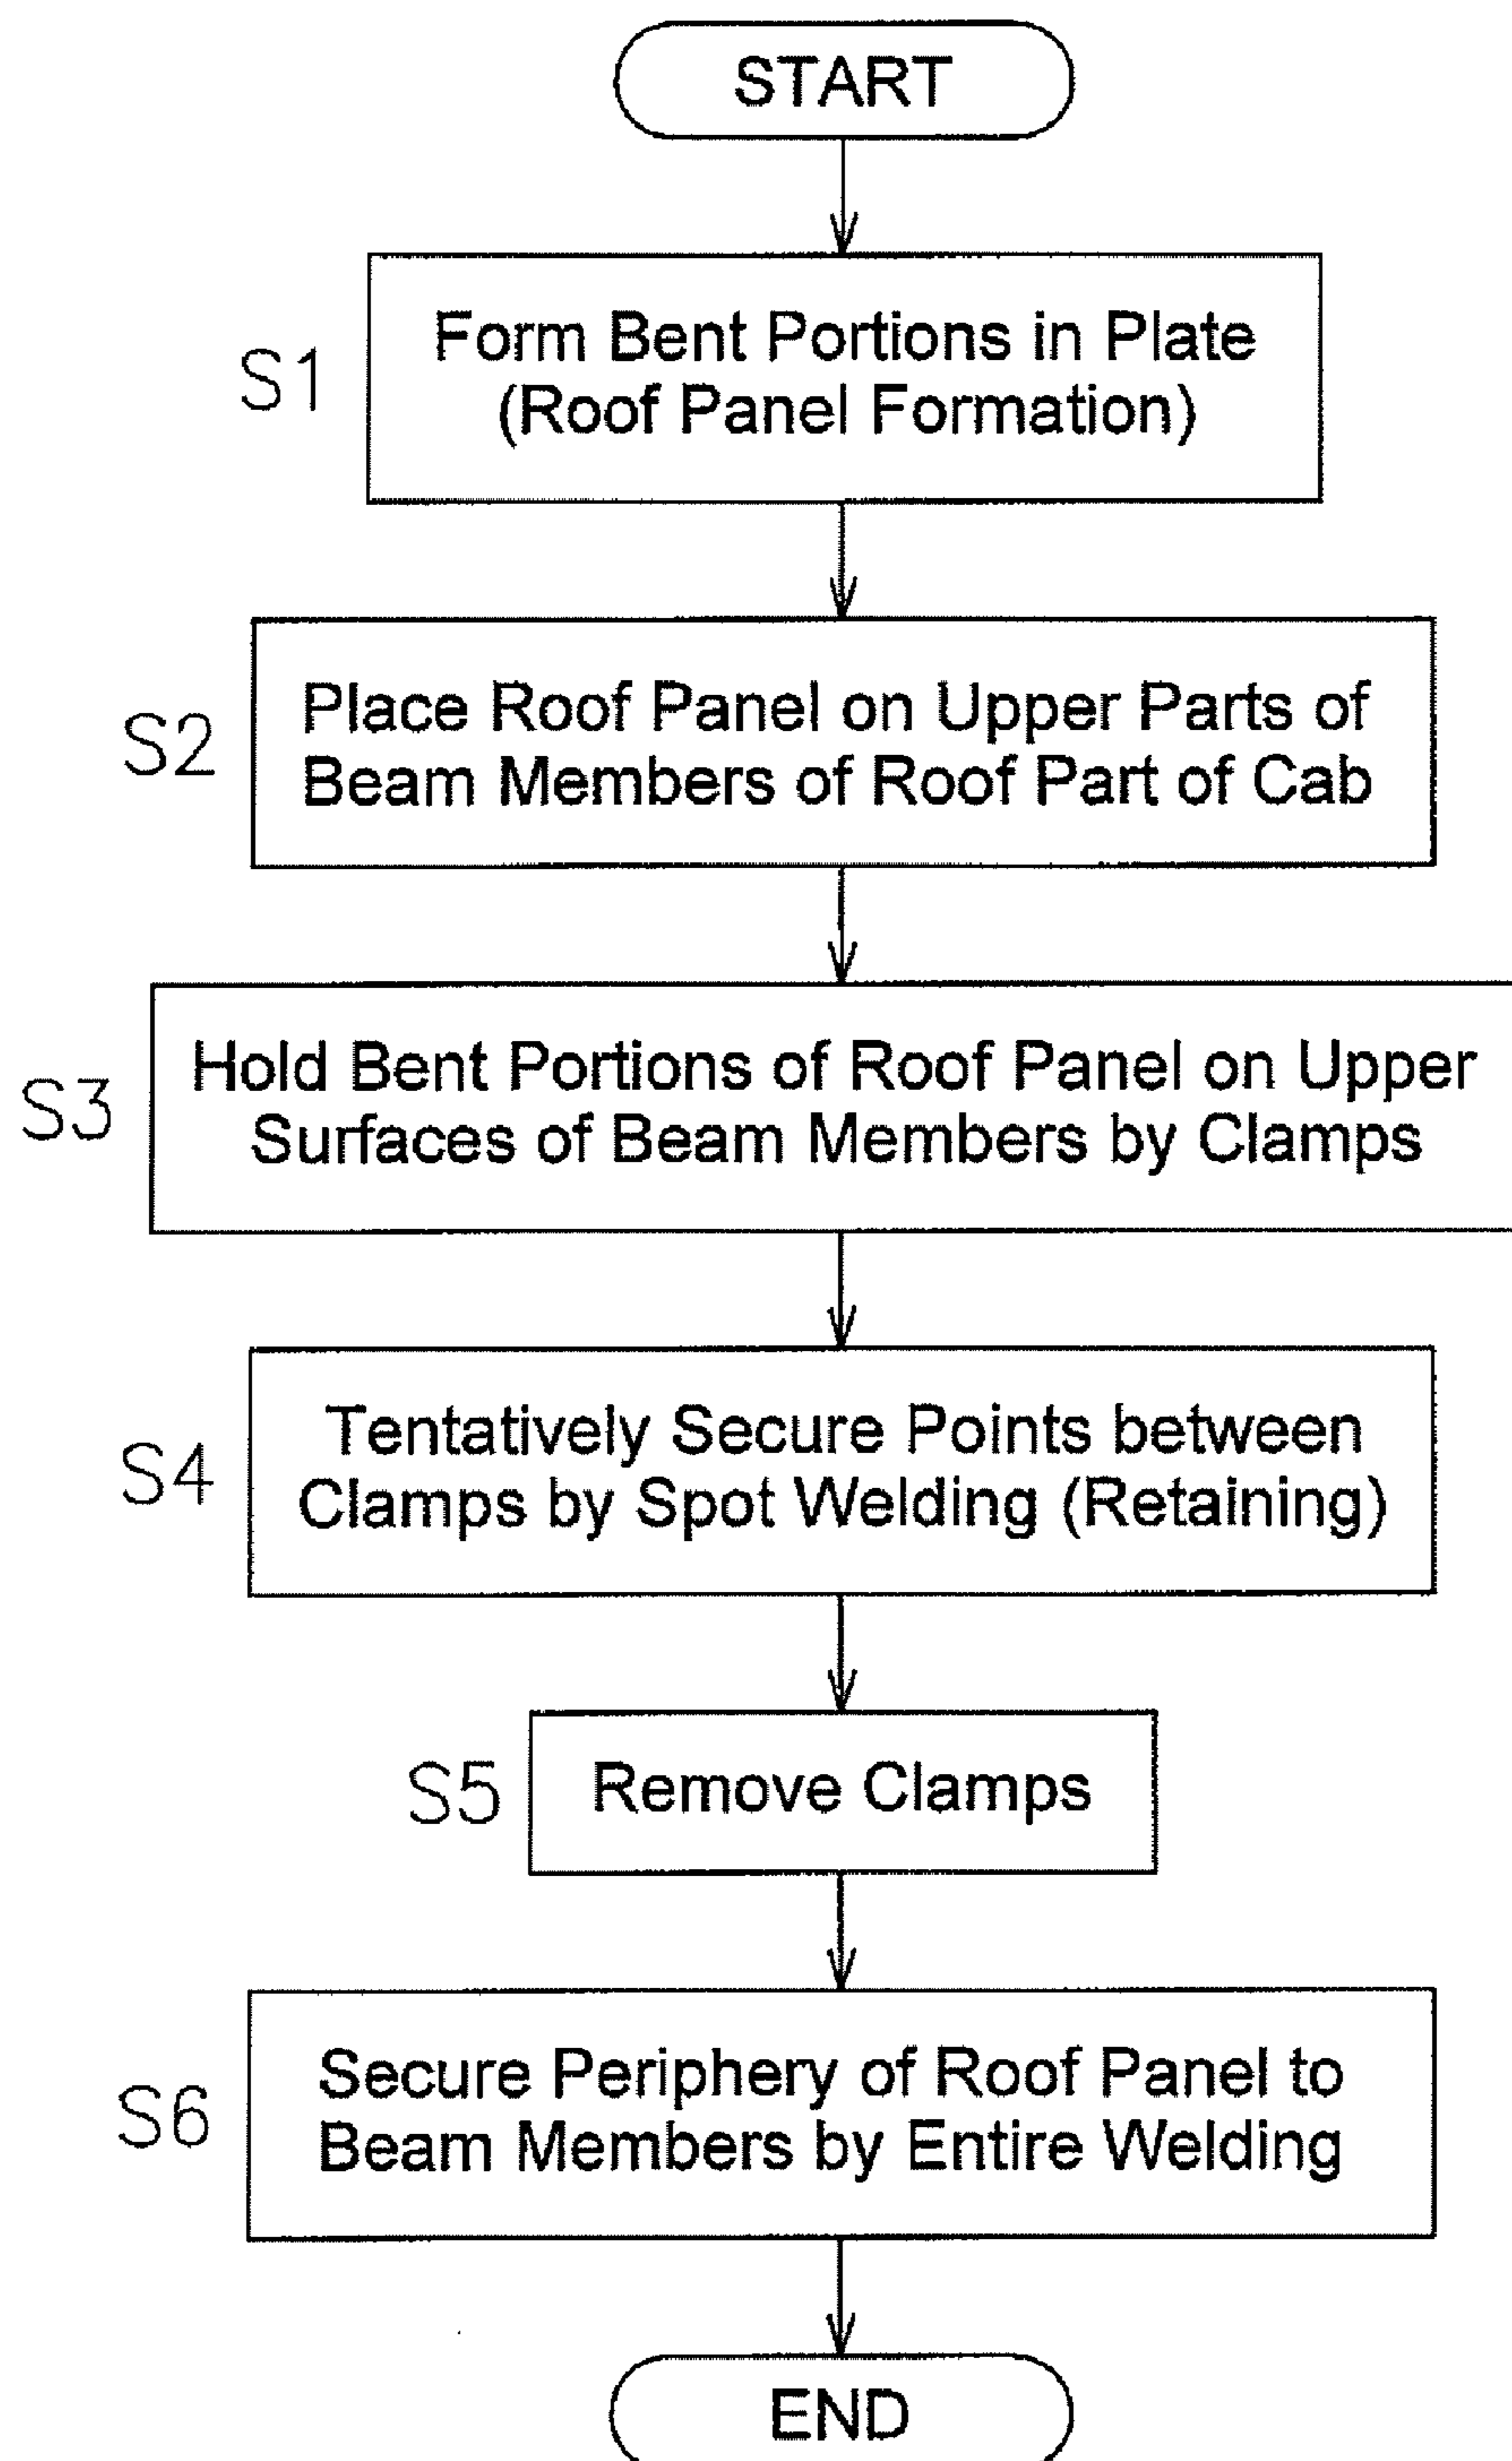 START
S1
Form Bent Portions in Plate
(Roof Panel Formation)
S2
Place Roof Panel on Upper Parts of
Beam Members of Roof Part of Cab
S3
Hold Bent Portions of Roof Panel on Upper
Surfaces of Beam Members by Clamps
S4
Tentatively Secure Points between
Clamps by Spot Welding (Retaining)
S5
Remove Clamps
S6
Secure Periphery of Roof Panel to
Beam Members by Entire Welding
END